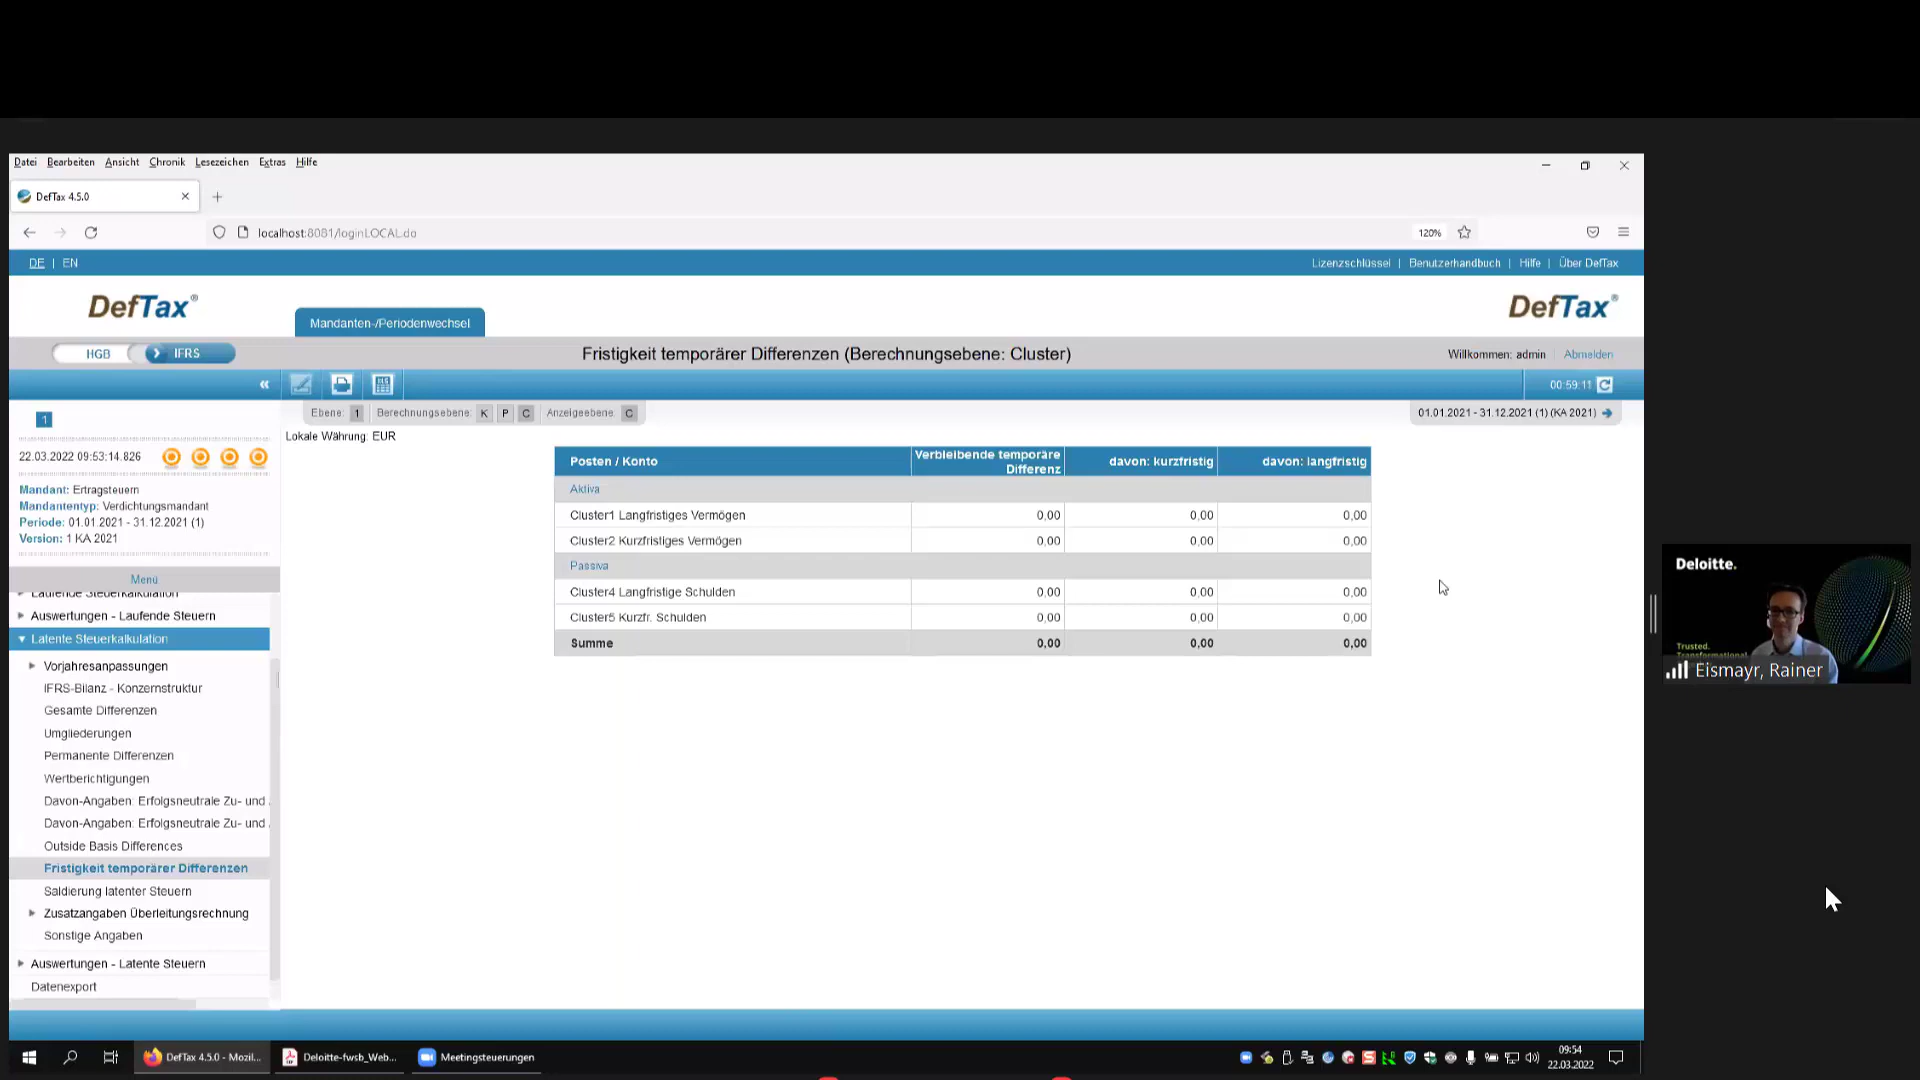 Datei Bearbeiten Ansicht Chronik Lesezeichen Extras Hilfe
DefTax 4.5.0
localhost:8081/loginLOCAL.do
120%
DE | EN
Lizenzschlüssel | Benutzerhandbuch | Hilfe | Über DefTax
DefTax®
Mandanten-/Periodenwechsel
DefTax®
HGB
IFRS
Fristigkeit temporärer Differenzen (Berechnungsebene: Cluster)
Willkommen: admin
Abmelden
«
00:59:11
1
Ebene: 1 Berechnungsebene: K P C Anzeigeebene: C
01.01.2021 - 31.12.2021 (1) (KA 2021)
Lokale Währung: EUR
22.03.2022 09:53:14.826
Mandant: Ertragsteuern
Mandantentyp: Verdichtungsmandant
Periode: 01.01.2021 - 31.12.2021 (1)
Version: 1 KA 2021
Menü
Laufende Steuerkalkulation
Auswertungen - Laufende Steuern
Latente Steuerkalkulation
Vorjahresanpassungen
IFRS-Bilanz - Konzernstruktur
Gesamte Differenzen
Umgliederungen
Permanente Differenzen
Wertberichtigungen
Davon-Angaben: Erfolgsneutrale Zu- und .
Davon-Angaben: Erfolgsneutrale Zu- und .
Outside Basis Differences
Fristigkeit temporärer Differenzen
Saldierung latenter Steuern
Zusatzangaben Überleitungsrechnung
Sonstige Angaben
Auswertungen - Latente Steuern
Datenexport
Posten / Konto Verbleibende temporäre Differenz davon: kurzfristig davon: langfristig
Aktiva
Cluster1 Langfristiges Vermögen 0,00 0,00 0,00
Cluster2 Kurzfristiges Vermögen 0,00 0,00 0,00
Passiva
Cluster4 Langfristige Schulden 0,00 0,00 0,00
Cluster5 Kurzfr. Schulden 0,00 0,00 0,00
Summe 0,00 0,00 0,00
Deloitte.
Trusted.
Transformational.
Eismayr, Rainer
DefTax 4.5.0 - Mozil...
Deloitte-fwsb_Web...
Meetingsteuerungen
09:54
22.03.2022